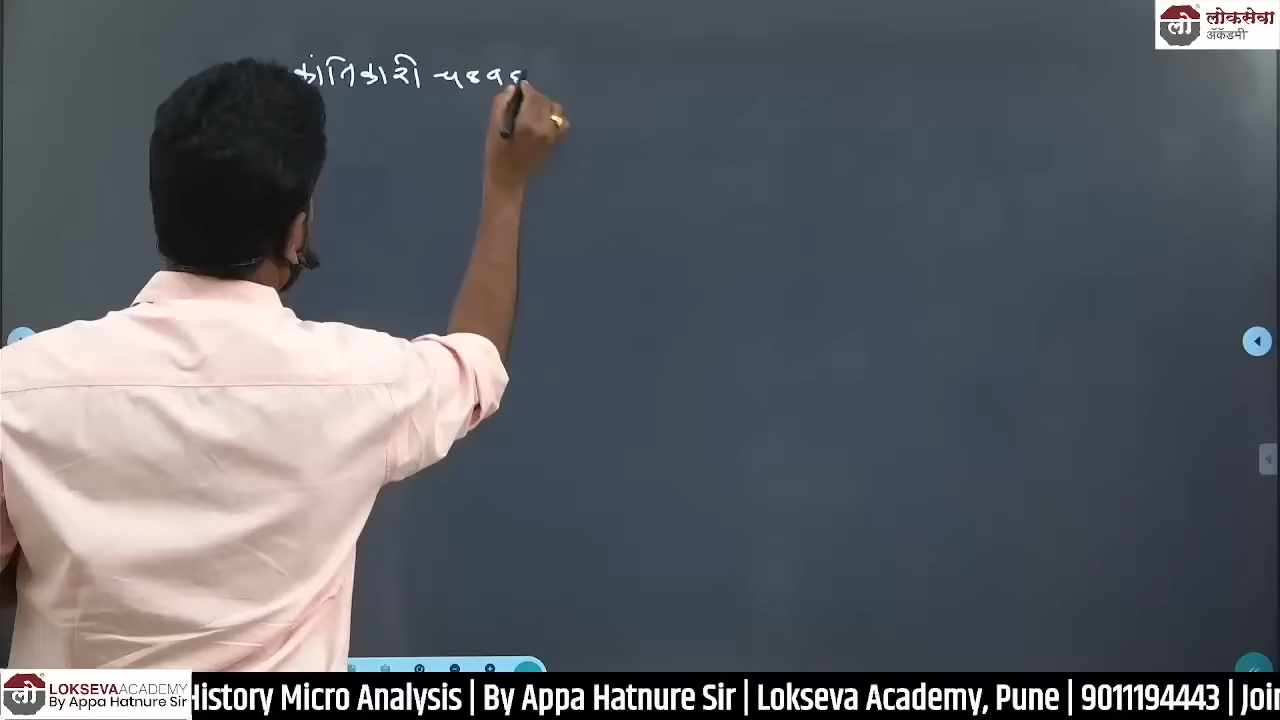 लोकसेवा
अ‍ॅकॅडमी
क्रांतिकारी चळव
LOKSEVA ACADEMY
By Appa Hatnure Sir
History Micro Analysis | By Appa Hatnure Sir | Lokseva Academy, Pune | 9011194443 | Join
लो